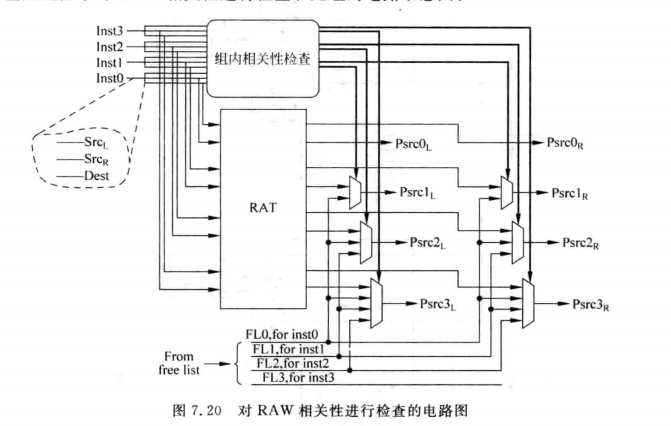 Inst3
Inst2
Inst1
Inst0
组内相关性检查
Src_L
Src_R
Dest
RAT
Psrc0_L
Psrc0_R
Psrc1_L
Psrc1_R
Psrc2_L
Psrc2_R
Psrc3_L
Psrc3_R
FL0,for inst0
FL1,for inst1
FL2,for inst2
FL3,for inst3
From
free list
图 7.20 对 RAW 相关性进行检查的电路图